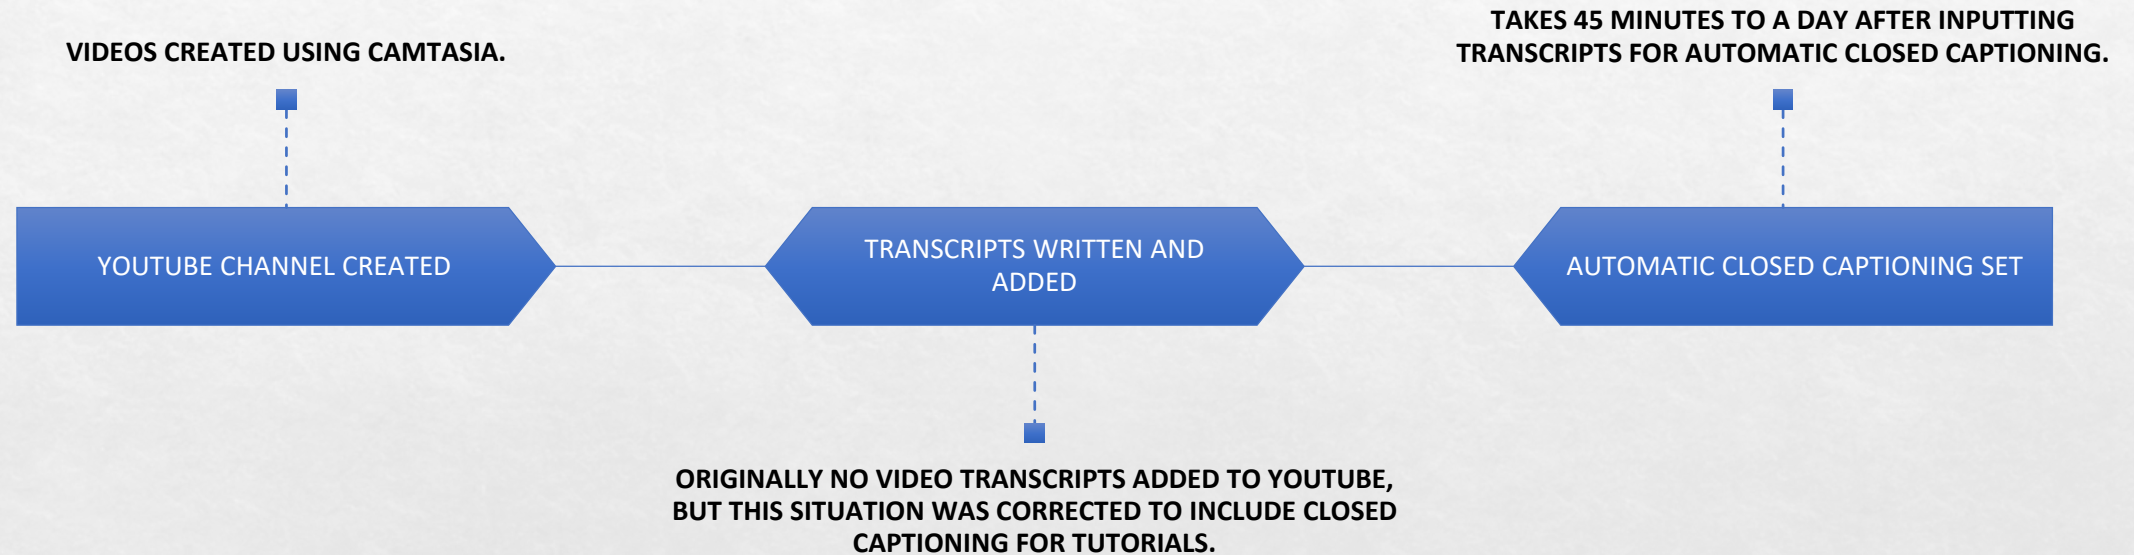 VIDEOS CREATED USING CAMTASIA.
TAKES 45 MINUTES TO A DAY AFTER INPUTTING
TRANSCRIPTS FOR AUTOMATIC CLOSED CAPTIONING.
YOUTUBE CHANNEL CREATED
TRANSCRIPTS WRITTEN AND
ADDED
AUTOMATIC CLOSED CAPTIONING SET
ORIGINALLY NO VIDEO TRANSCRIPTS ADDED TO YOUTUBE,
BUT THIS SITUATION WAS CORRECTED TO INCLUDE CLOSED
CAPTIONING FOR TUTORIALS.